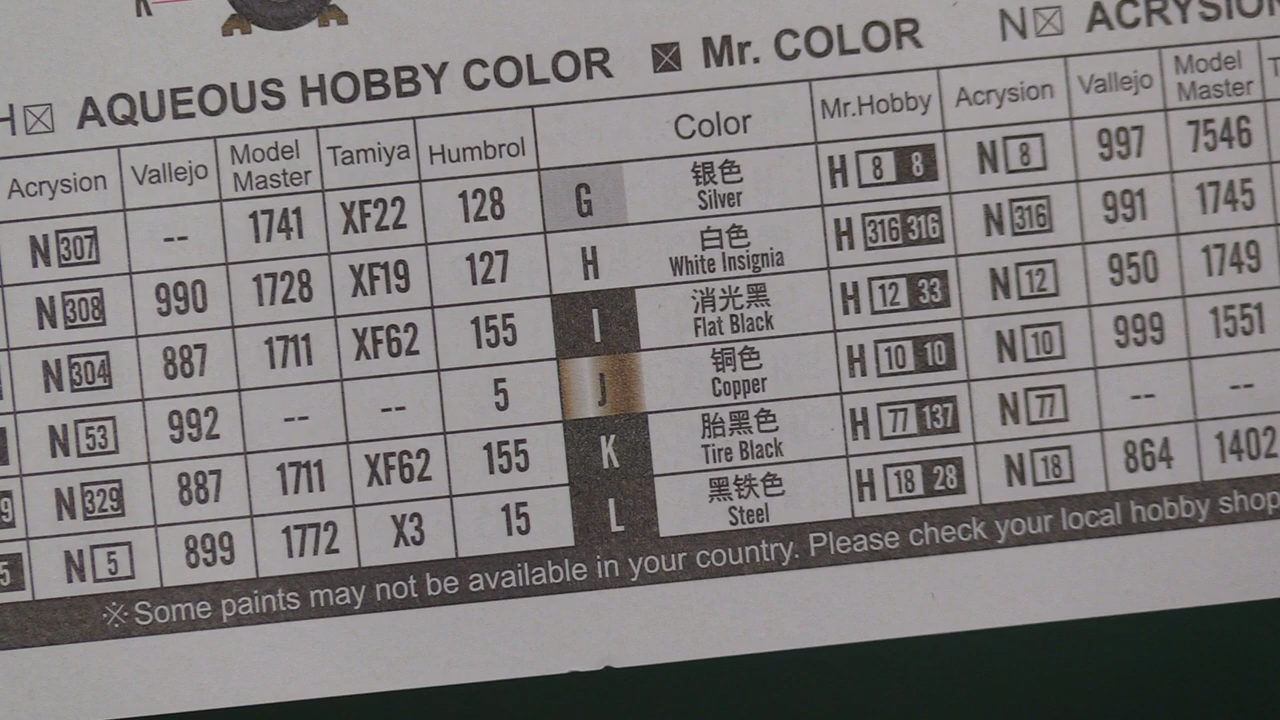 H☒ AQUEOUS HOBBY COLOR ☒ Mr. COLOR N☒ ACRYSION
Acrysion Vallejo Model Master Tamiya Humbrol
N 307 -- 1741 XF22 128
N 308 990 1728 XF19 127
N 304 887 1711 XF62 155
N 53 992 -- -- 5
9 N 329 887 1711 XF62 155
5 N 5 899 1772 X3 15
Color Mr.Hobby Acrysion Vallejo Model Master
G 银色 Silver H 8 8 N 8 997 7546
H 白色 White Insignia H 316 316 N 316 991 1745
I 消光黑 Flat Black H 12 33 N 12 950 1749
J 铜色 Copper H 10 10 N 10 999 1551
K 胎黑色 Tire Black H 77 137 N 77 -- --
L 黑铁色 Steel H 18 28 N 18 864 1402
※Some paints may not be available in your country. Please check your local hobby shop